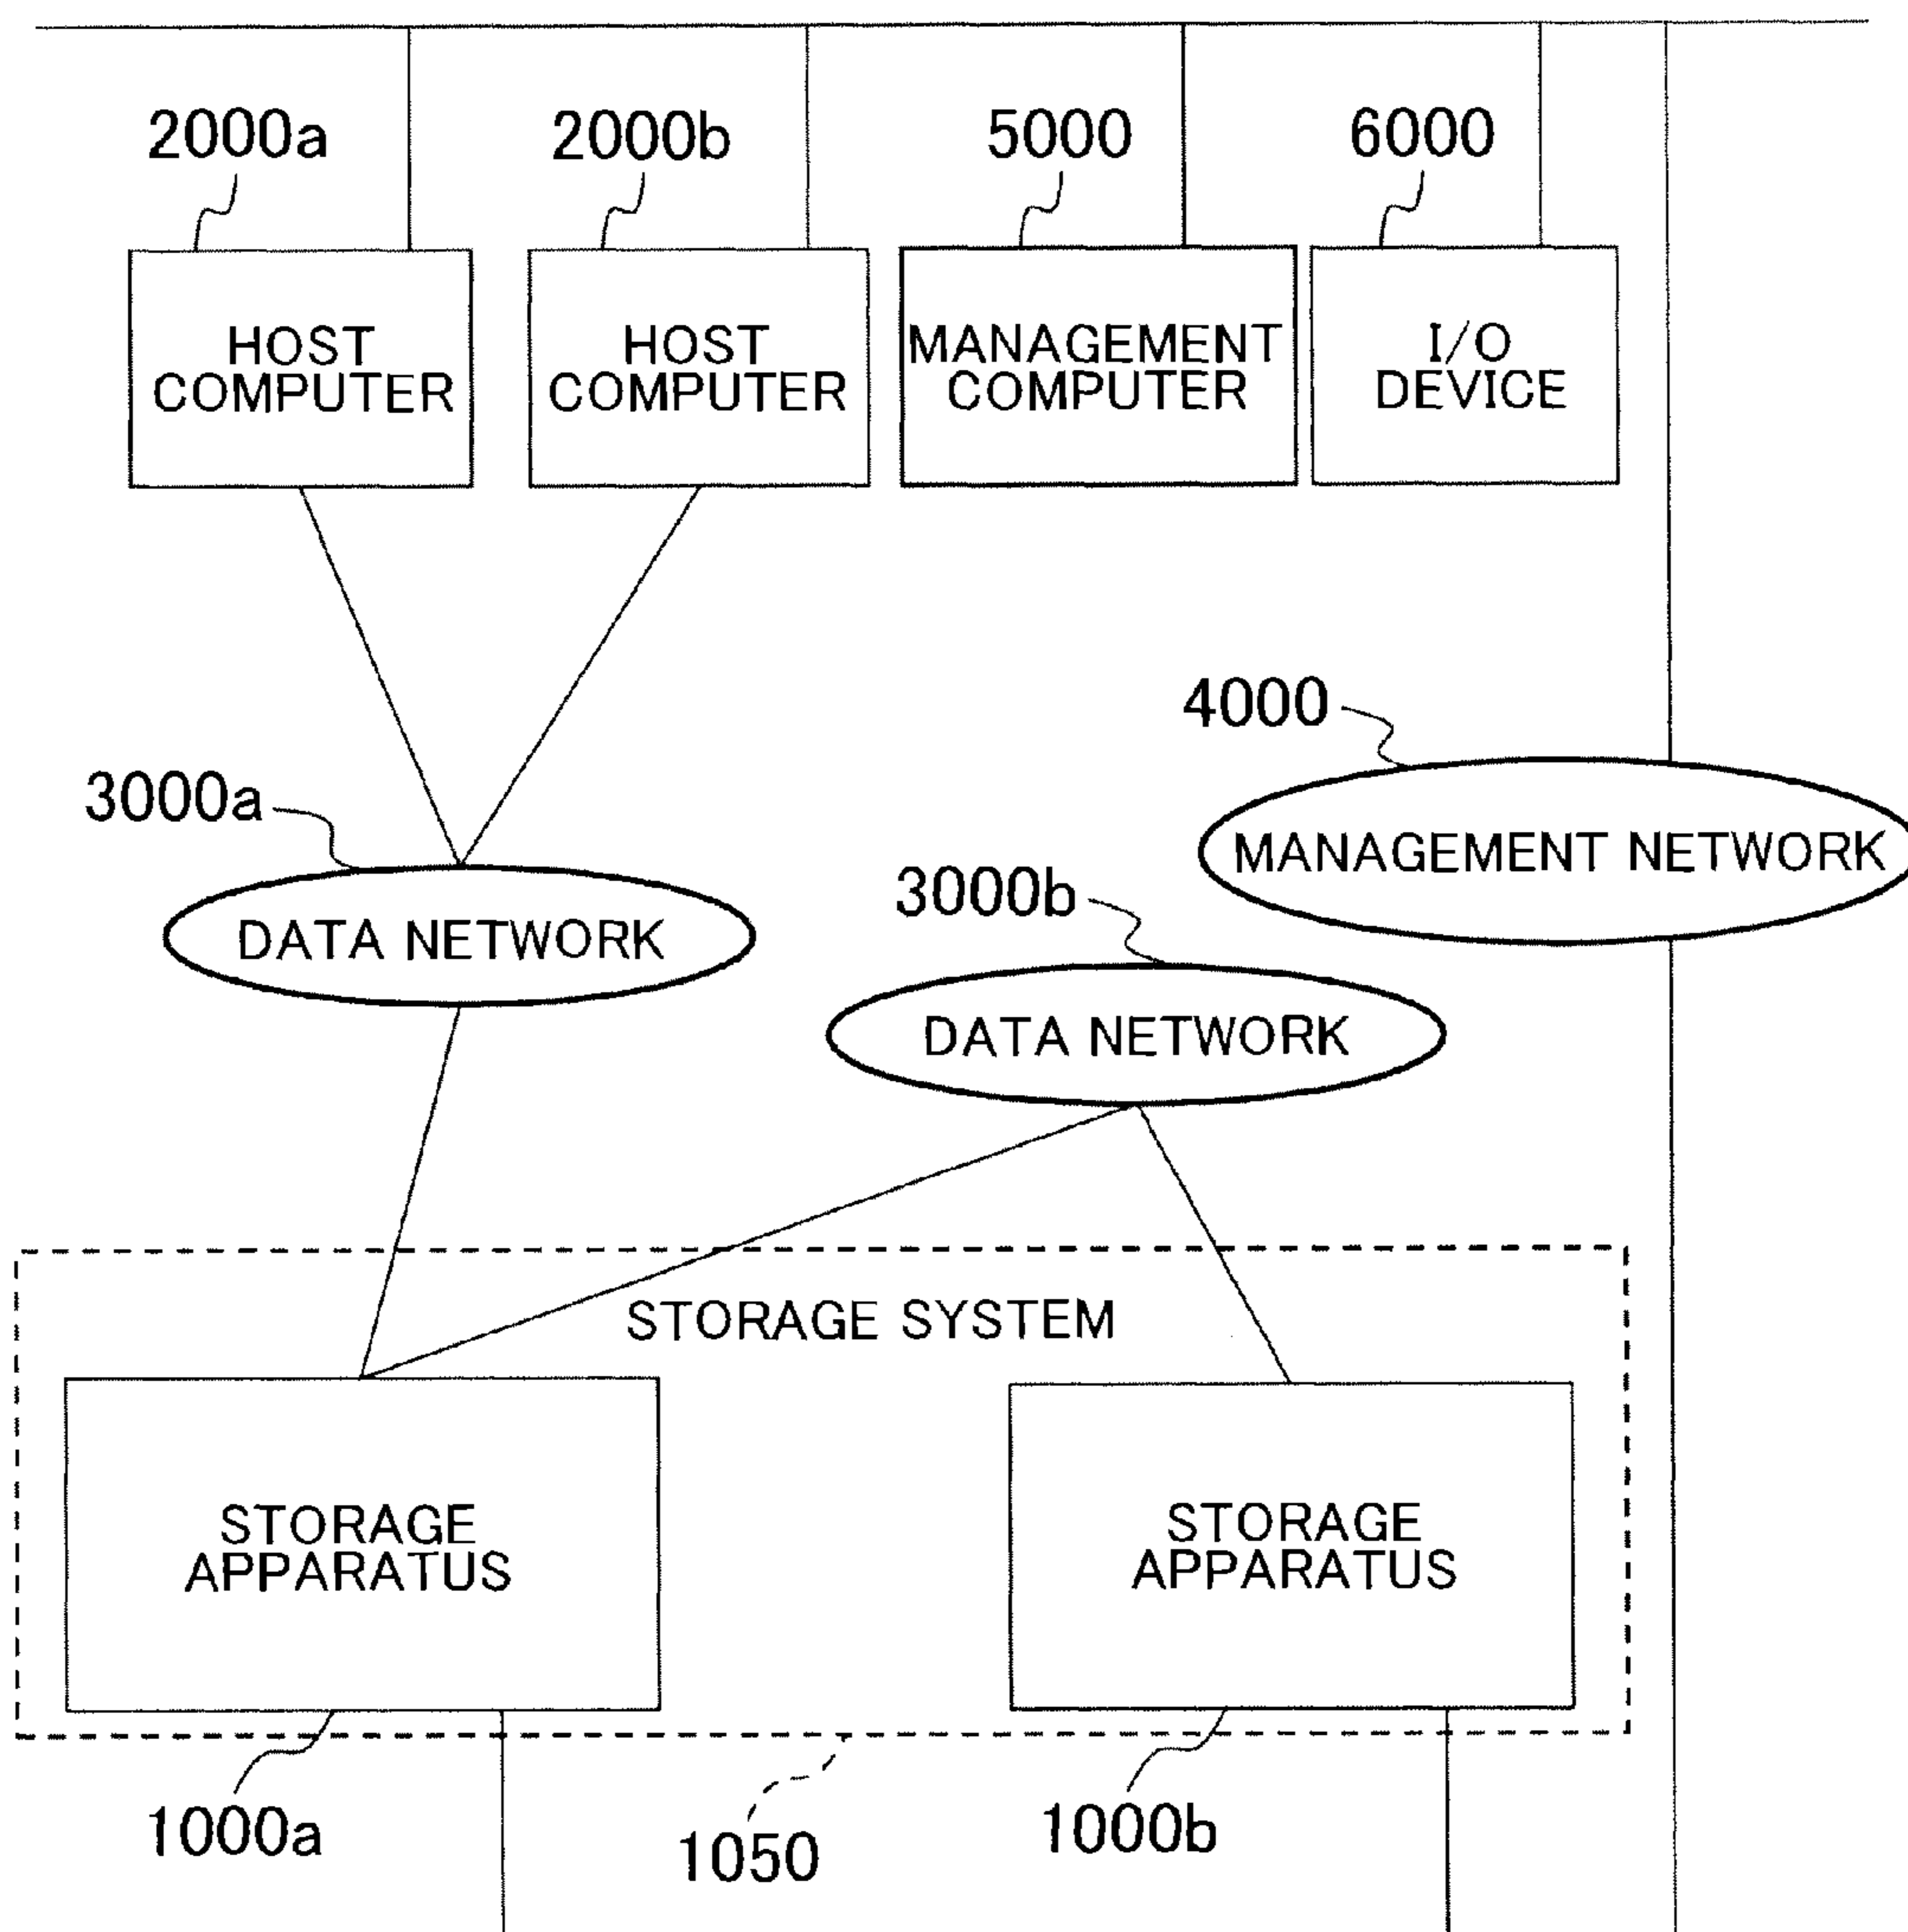 2000a
2000b
5000
6000
HOST
COMPUTER
HOST
COMPUTER
MANAGEMENT
COMPUTER
I/O
DEVICE
4000
3000a
MANAGEMENT NETWORK
3000b
DATA NETWORK
DATA NETWORK
STORAGE SYSTEM
STORAGE
APPARATUS
STORAGE
APPARATUS
1000a
1050
1000b